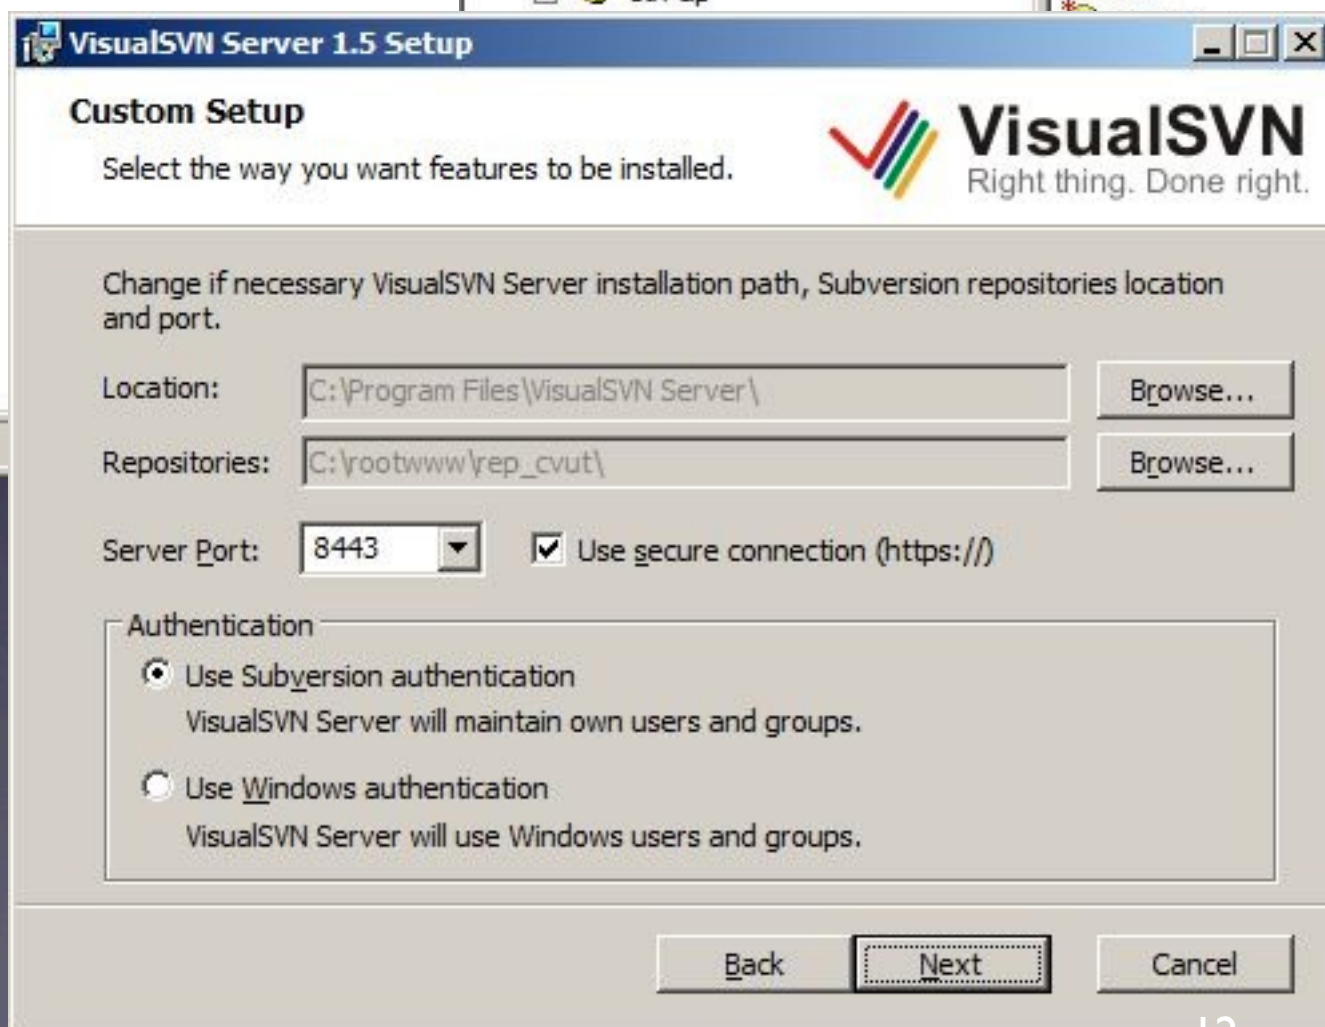 VisualSVN Server 1.5 Setup
Custom Setup
Select the way you want features to be installed.
VisualSVN
Right thing. Done right.
Change if necessary VisualSVN Server installation path, Subversion repositories location
and port.
Location: C:\Program Files\VisualSVN Server\ Browse...
Repositories: C:\rootwww\rep_cvut\ Browse...
Server Port: 8443 Use secure connection (https://)
Authentication
Use Subversion authentication
VisualSVN Server will maintain own users and groups.
Use Windows authentication
VisualSVN Server will use Windows users and groups.
Back Next Cancel